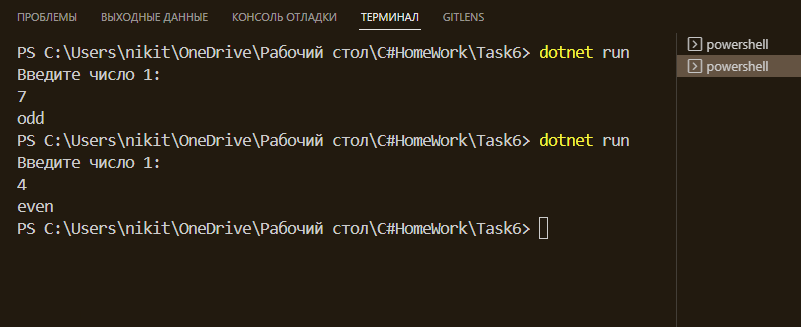 ПРОБЛЕМЫ ВЫХОДНЫЕ ДАННЫЕ КОНСОЛЬ ОТЛАДКИ ТЕРМИНАЛ GITLENS
PS C:\Users\nikit\OneDrive\Рабочий стол\C#HomeWork\Task6> dotnet run
Введите число 1:
7
odd
PS C:\Users\nikit\OneDrive\Рабочий стол\C#HomeWork\Task6> dotnet run
Введите число 1:
4
even
PS C:\Users\nikit\OneDrive\Рабочий стол\C#HomeWork\Task6>
powershell
powershell